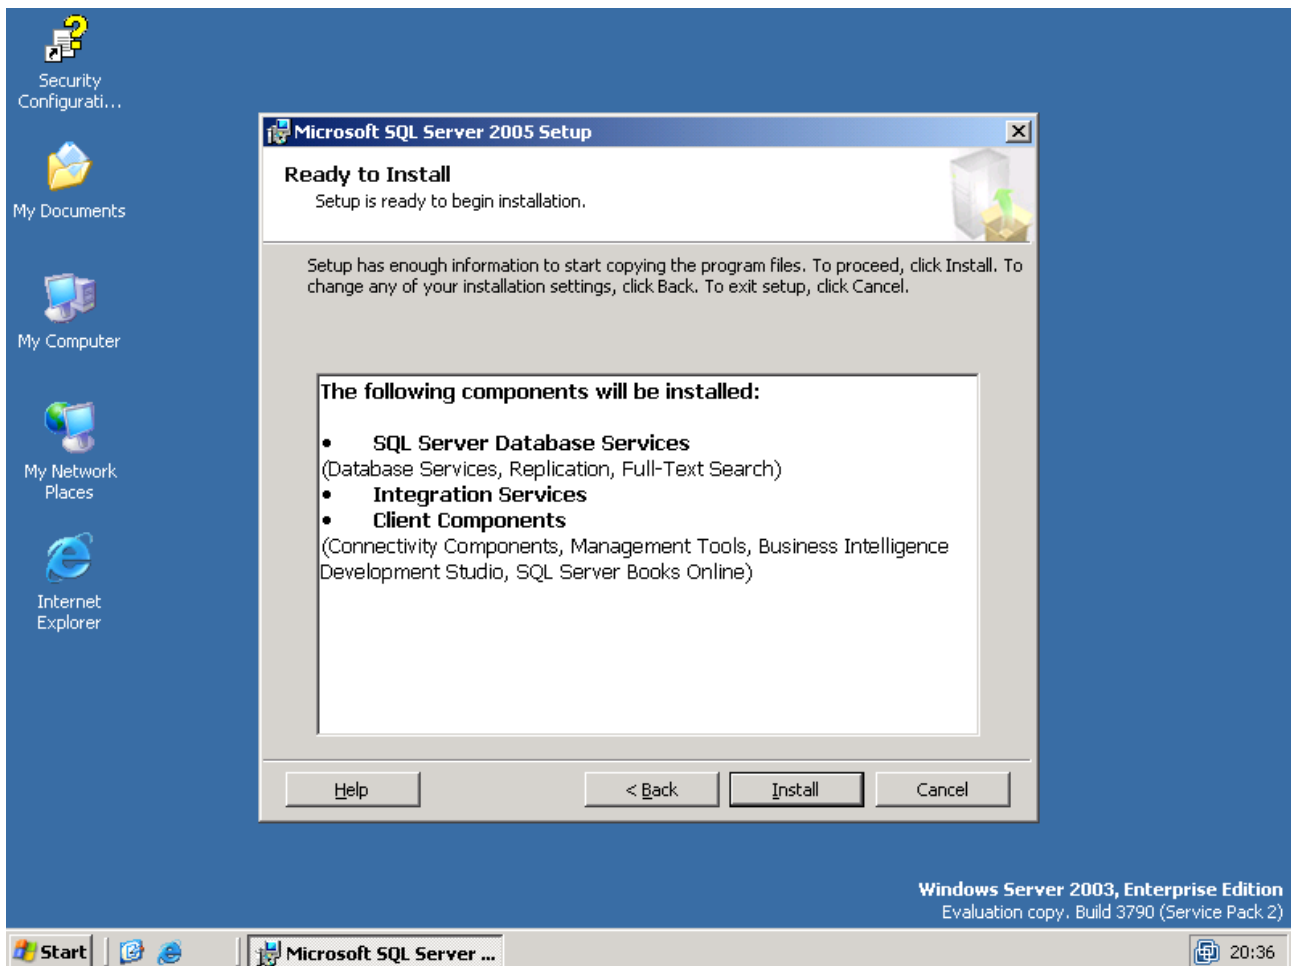 Security
Configurati...
My Documents
My Computer
My Network
Places
Internet
Explorer
Microsoft SQL Server 2005 Setup
Ready to Install
Setup is ready to begin installation.
Setup has enough information to start copying the program files. To proceed, click Install. To
change any of your installation settings, click Back. To exit setup, click Cancel.
The following components will be installed:
• SQL Server Database Services
(Database Services, Replication, Full-Text Search)
• Integration Services
• Client Components
(Connectivity Components, Management Tools, Business Intelligence
Development Studio, SQL Server Books Online)
Help
< Back
Install
Cancel
Windows Server 2003, Enterprise Edition
Evaluation copy. Build 3790 (Service Pack 2)
Start
Microsoft SQL Server ...
20:36